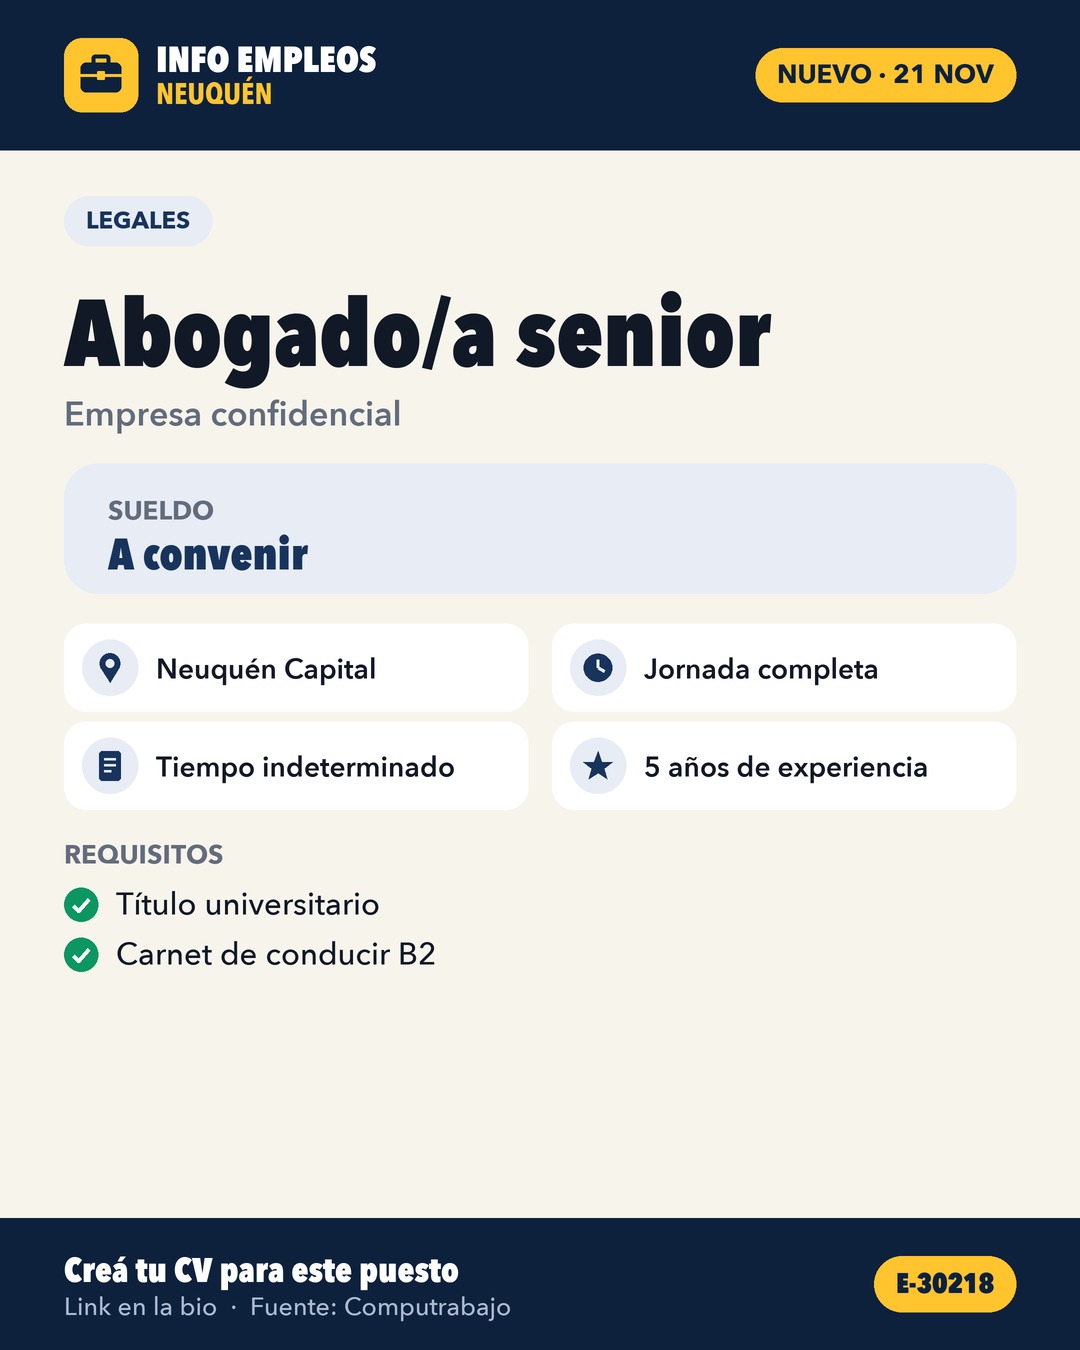 INFO EMPLEOS
NEUQUÉN
NUEVO · 21 NOV
LEGALES
Abogado/a senior
Empresa confidencial
SUELDO
A convenir
Neuquén Capital
Jornada completa
Tiempo indeterminado
5 años de experiencia
REQUISITOS
Título universitario
Carnet de conducir B2
Creá tu CV para este puesto
Link en la bio · Fuente: Computrabajo
E-30218